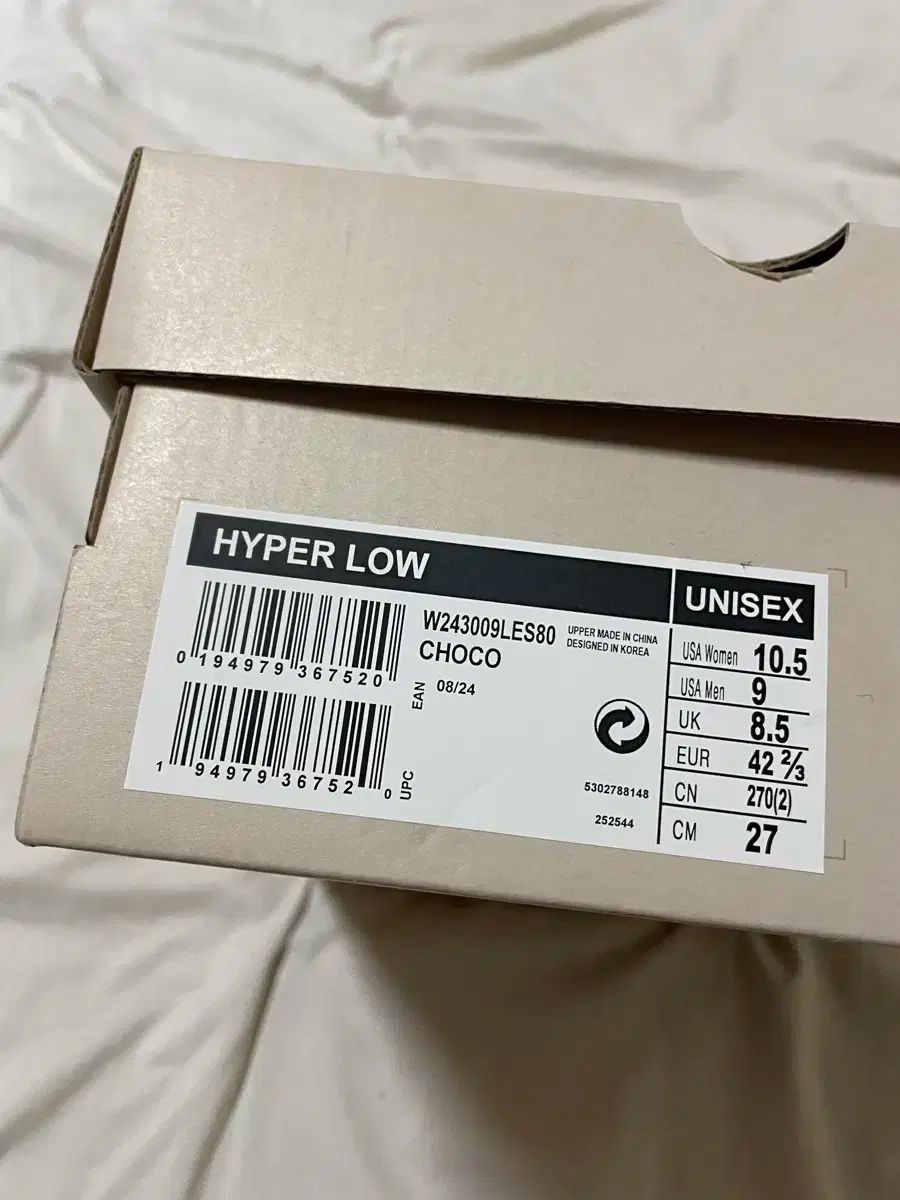 HYPER LOW
UNISEX
0 194979 367520
EAN
W243009LES80
CHOCO
08/24
UPPER MADE IN CHINA
DESIGNED IN KOREA
1 94979 36752 0
UPC
5302788148
252544
USA Women 10.5
USA Men 9
UK 8.5
EUR 42 ⅔
CN 270(2)
CM 27